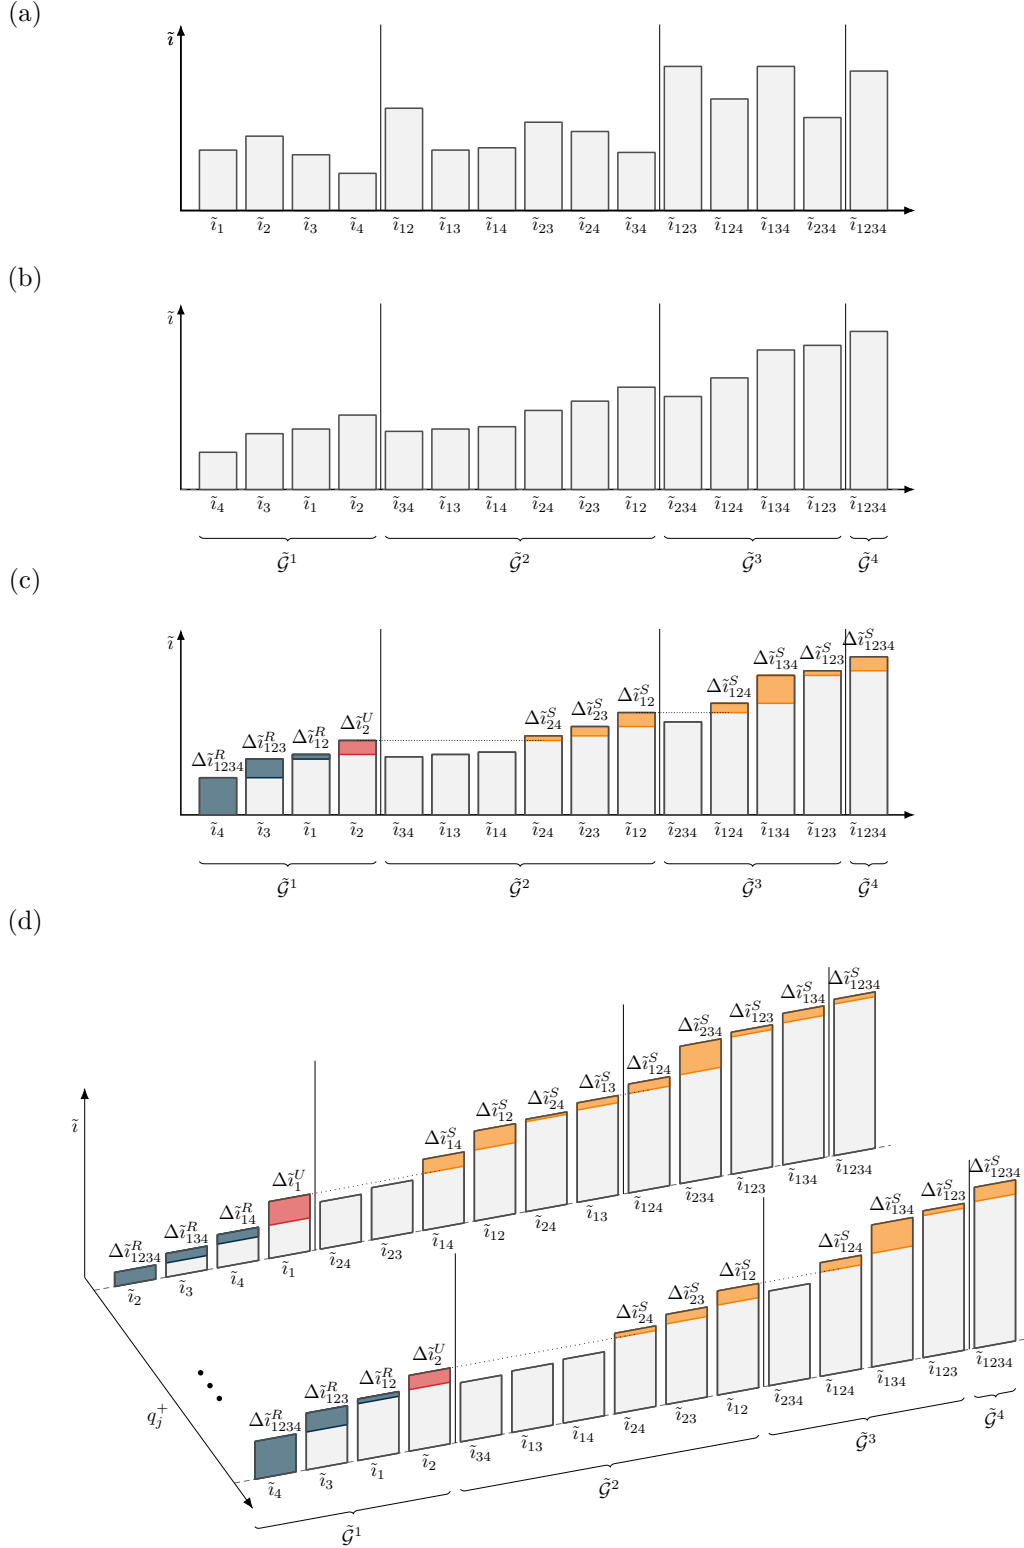 (a)
ĩ
ĩ₁ ĩ₂ ĩ₃ ĩ₄ ĩ₁₂ ĩ₁₃ ĩ₁₄ ĩ₂₃ ĩ₂₄ ĩ₃₄ ĩ₁₂₃ ĩ₁₂₄ ĩ₁₃₄ ĩ₂₃₄ ĩ₁₂₃₄
(b)
ĩ
ĩ₄ ĩ₃ ĩ₁ ĩ₂ ĩ₃₄ ĩ₁₃ ĩ₁₄ ĩ₂₄ ĩ₂₃ ĩ₁₂ ĩ₂₃₄ ĩ₁₂₄ ĩ₁₃₄ ĩ₁₂₃ ĩ₁₂₃₄
𝒢̃¹ 𝒢̃² 𝒢̃³ 𝒢̃⁴
(c)
ĩ
Δĩ^R_1234 Δĩ^R_123 Δĩ^R_12 Δĩ^U_2 Δĩ^S_24 Δĩ^S_23 Δĩ^S_12 Δĩ^S_124 Δĩ^S_134 Δĩ^S_123 Δĩ^S_1234
ĩ₄ ĩ₃ ĩ₁ ĩ₂ ĩ₃₄ ĩ₁₃ ĩ₁₄ ĩ₂₄ ĩ₂₃ ĩ₁₂ ĩ₂₃₄ ĩ₁₂₄ ĩ₁₃₄ ĩ₁₂₃ ĩ₁₂₃₄
𝒢̃¹ 𝒢̃² 𝒢̃³ 𝒢̃⁴
(d)
ĩ
Δĩ^R_1234 Δĩ^R_134 Δĩ^R_14 Δĩ^U_1 Δĩ^S_14 Δĩ^S_12 Δĩ^S_24 Δĩ^S_13 Δĩ^S_124 Δĩ^S_234 Δĩ^S_123 Δĩ^S_134 Δĩ^S_1234
ĩ₂ ĩ₃ ĩ₄ ĩ₁ ĩ₂₄ ĩ₂₃ ĩ₁₄ ĩ₁₂ ĩ₂₄ ĩ₁₃ ĩ₁₂₄ ĩ₂₃₄ ĩ₁₂₃ ĩ₁₃₄ ĩ₁₂₃₄
q_j^+
Δĩ^R_1234 Δĩ^R_123 Δĩ^R_12 Δĩ^U_2 Δĩ^S_24 Δĩ^S_23 Δĩ^S_12 Δĩ^S_124 Δĩ^S_134 Δĩ^S_123 Δĩ^S_1234
ĩ₄ ĩ₃ ĩ₁ ĩ₂ ĩ₃₄ ĩ₁₃ ĩ₁₄ ĩ₂₄ ĩ₂₃ ĩ₁₂ ĩ₂₃₄ ĩ₁₂₄ ĩ₁₃₄ ĩ₁₂₃ ĩ₁₂₃₄
𝒢̃¹ 𝒢̃² 𝒢̃³ 𝒢̃⁴